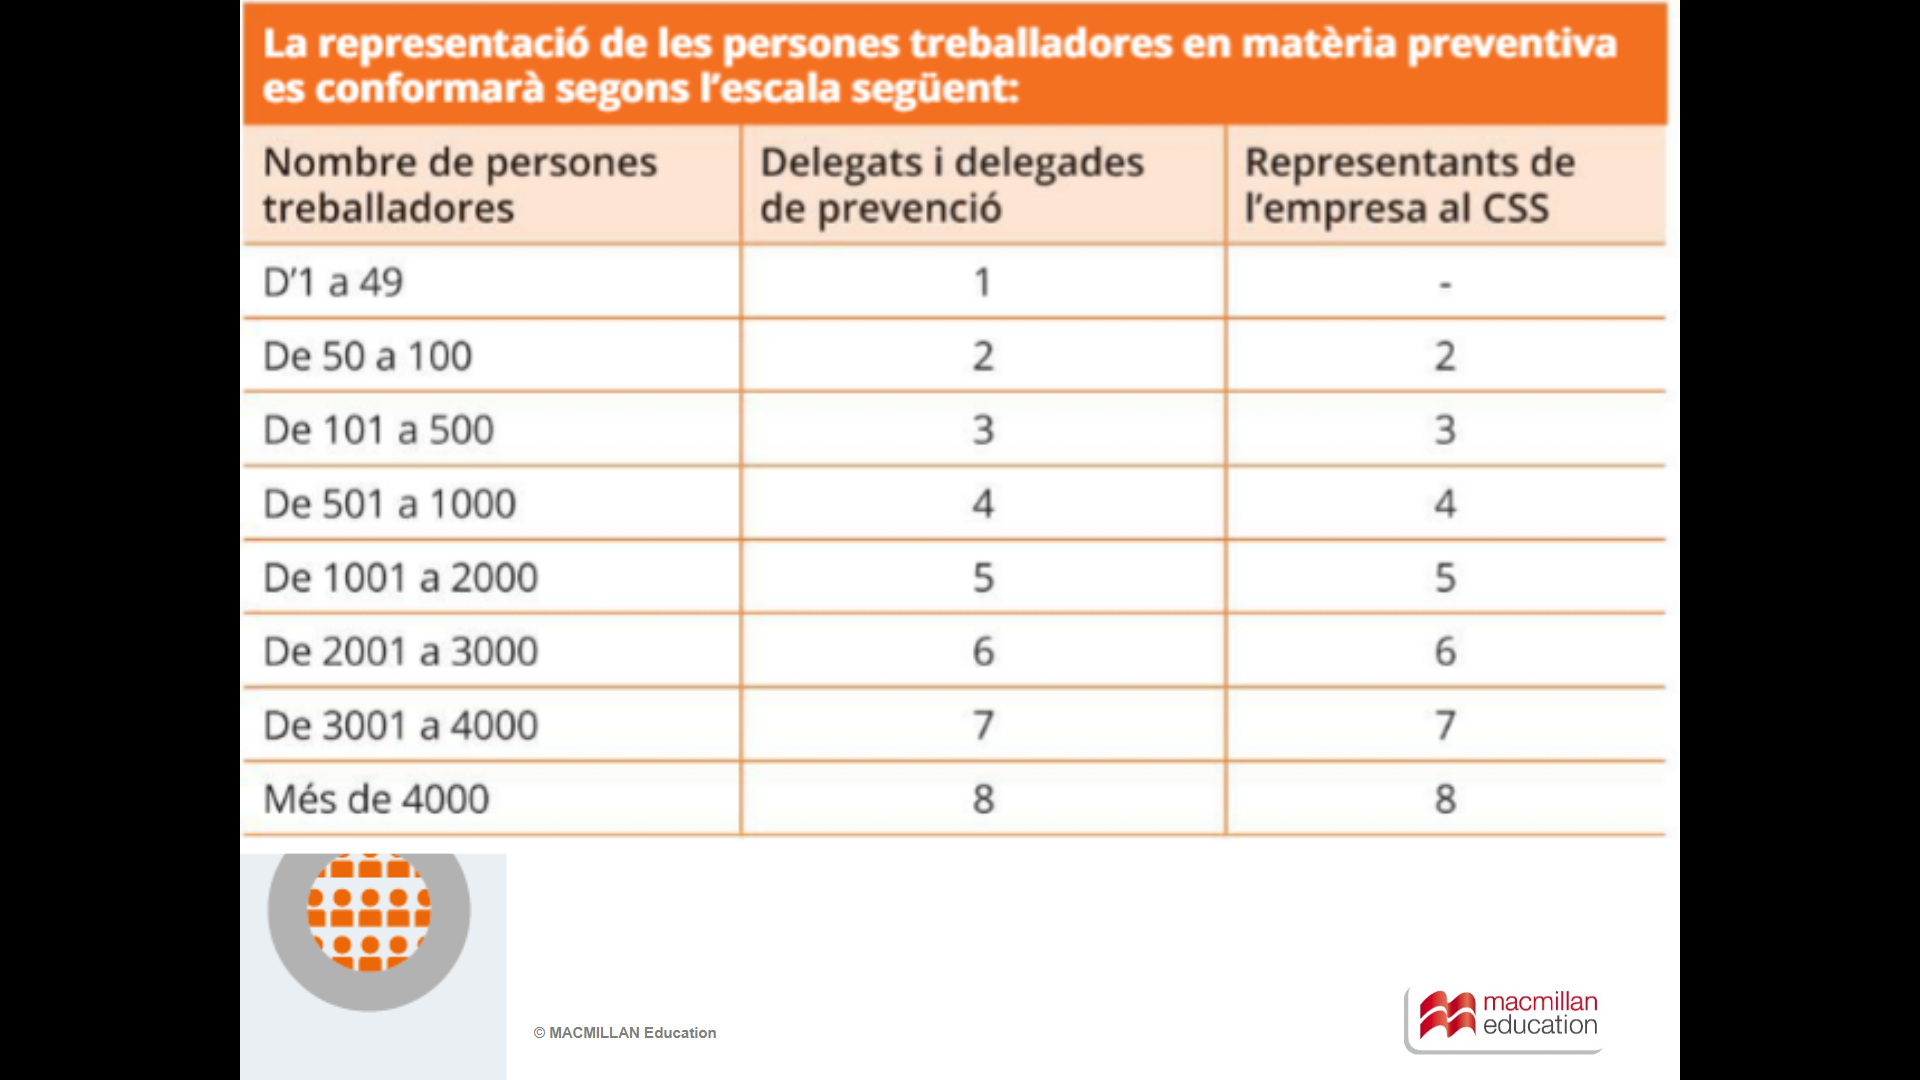 La representació de les persones treballadores en matèria preventiva
es conformarà segons l’escala següent:
Nombre de persones treballadores
Delegats i delegades de prevenció
Representants de l’empresa al CSS
D’1 a 49 1 -
De 50 a 100 2 2
De 101 a 500 3 3
De 501 a 1000 4 4
De 1001 a 2000 5 5
De 2001 a 3000 6 6
De 3001 a 4000 7 7
Més de 4000 8 8
© MACMILLAN Education
macmillan
education